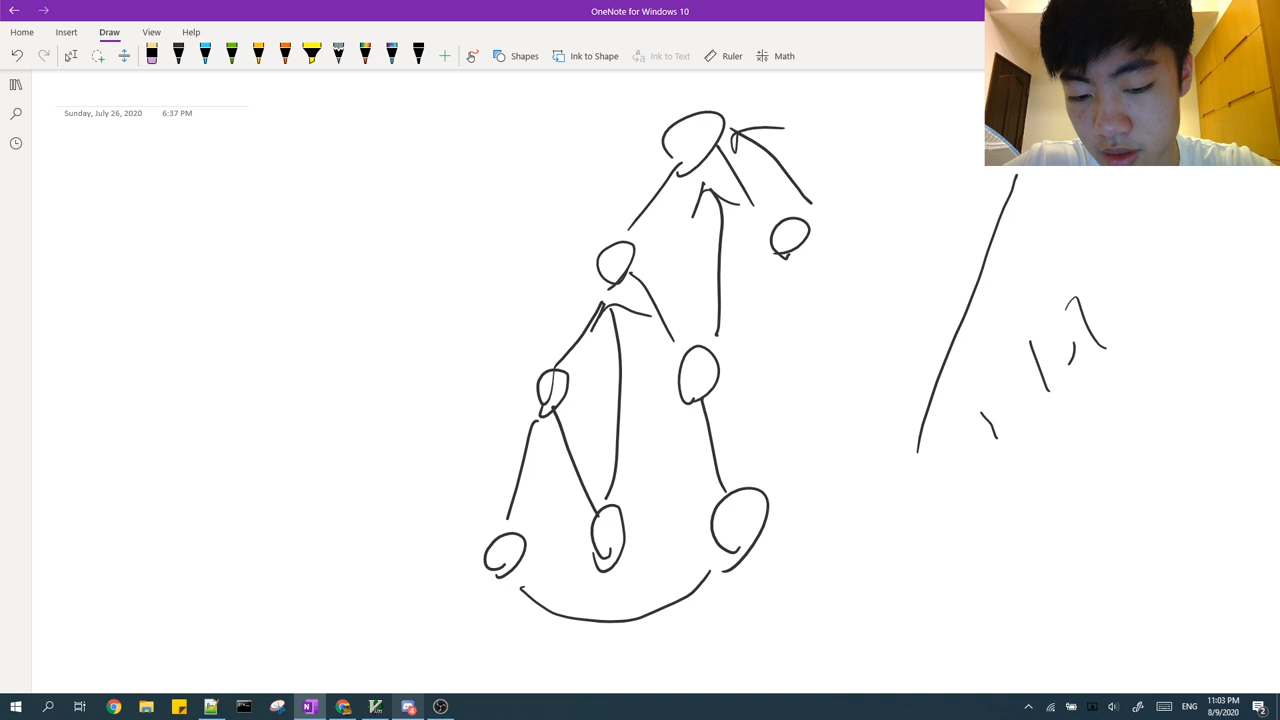 OneNote for Windows 10
Home Insert Draw View Help
Shapes Ink to Shape Ink to Text Ruler Math
Sunday, July 26, 2020 6:37 PM
11:03 PM
ENG
8/9/2020
2